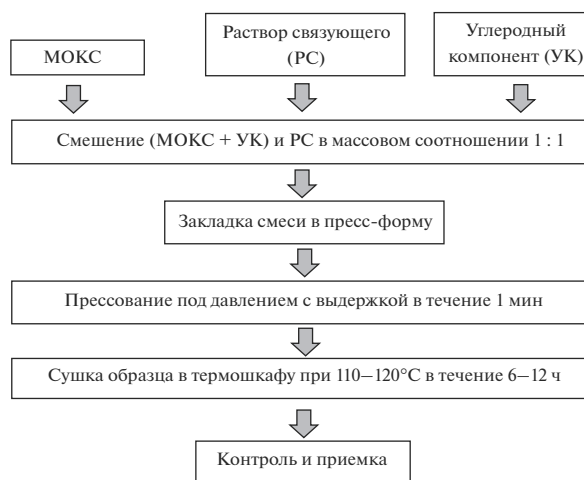 МОКС
Раствор связующего
(РС)
Углеродный
компонент (УК)
Смешение (МОКС + УК) и РС в массовом соотношении 1 : 1
Закладка смеси в пресс-форму
Прессование под давлением с выдержкой в течение 1 мин
Сушка образца в термошкафу при 110–120°C в течение 6–12 ч
Контроль и приемка